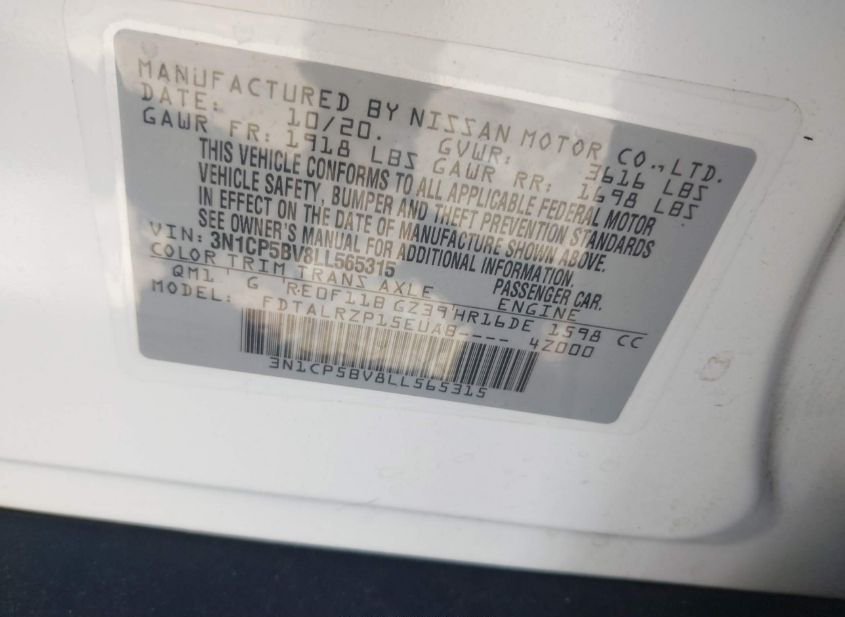 MANUFACTURED BY NISSAN MOTOR CO.,LTD.
DATE: 10/20. GVWR: 3616 LBS
GAWR FR: 1918 LBS GAWR RR: 1698 LBS
THIS VEHICLE CONFORMS TO ALL APPLICABLE FEDERAL MOTOR
VEHICLE SAFETY, BUMPER AND THEFT PREVENTION STANDARDS
IN EFFECT ON THE DATE OF MANUFACTURE SHOWN ABOVE.
SEE OWNER'S MANUAL FOR ADDITIONAL INFORMATION.
VIN: 3N1CP5BV8LL565315 PASSENGER CAR.
COLOR TRIM TRANS AXLE ENGINE
QM1 ' G 'RE0F11B GZ39'HR16DE 1598 CC
MODEL: FDTALRZP15EUAB---- 4Z000
3N1CP5BV8LL565315